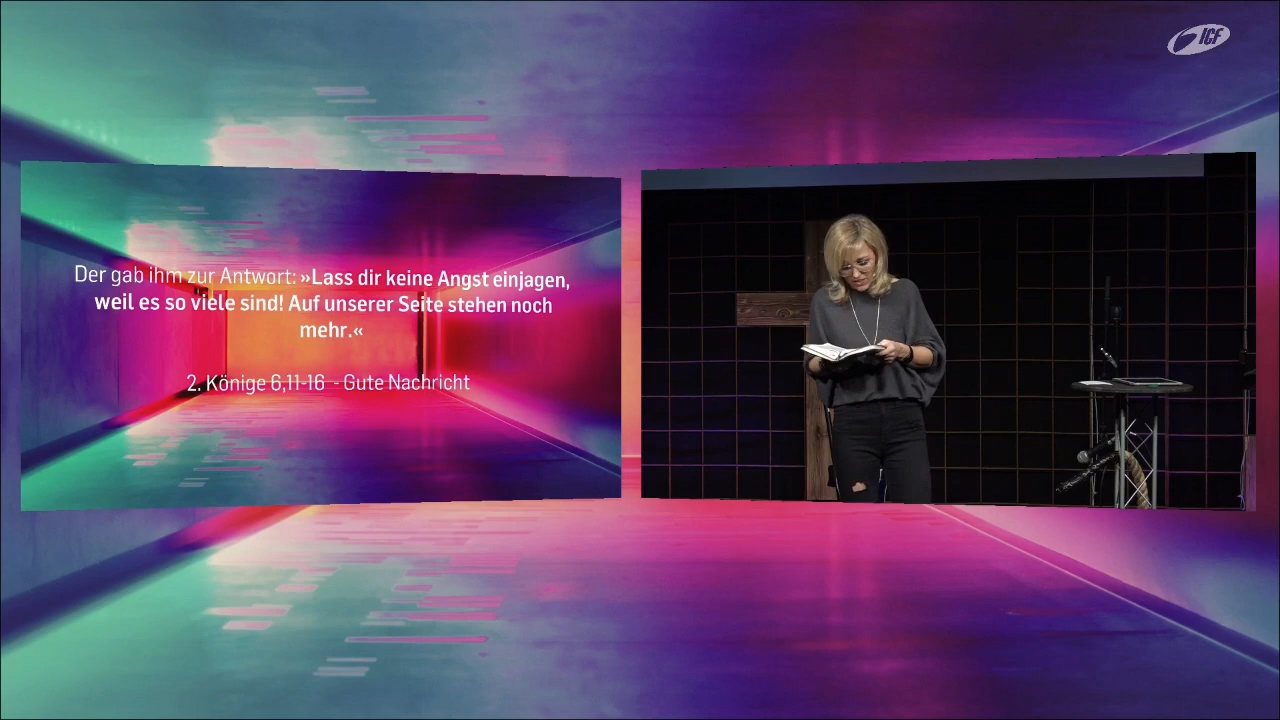 ICF
Der gab ihm zur Antwort: »Lass dir keine Angst einjagen,
weil es so viele sind! Auf unserer Seite stehen noch
mehr.«
2. Könige 6,11-16 - Gute Nachricht